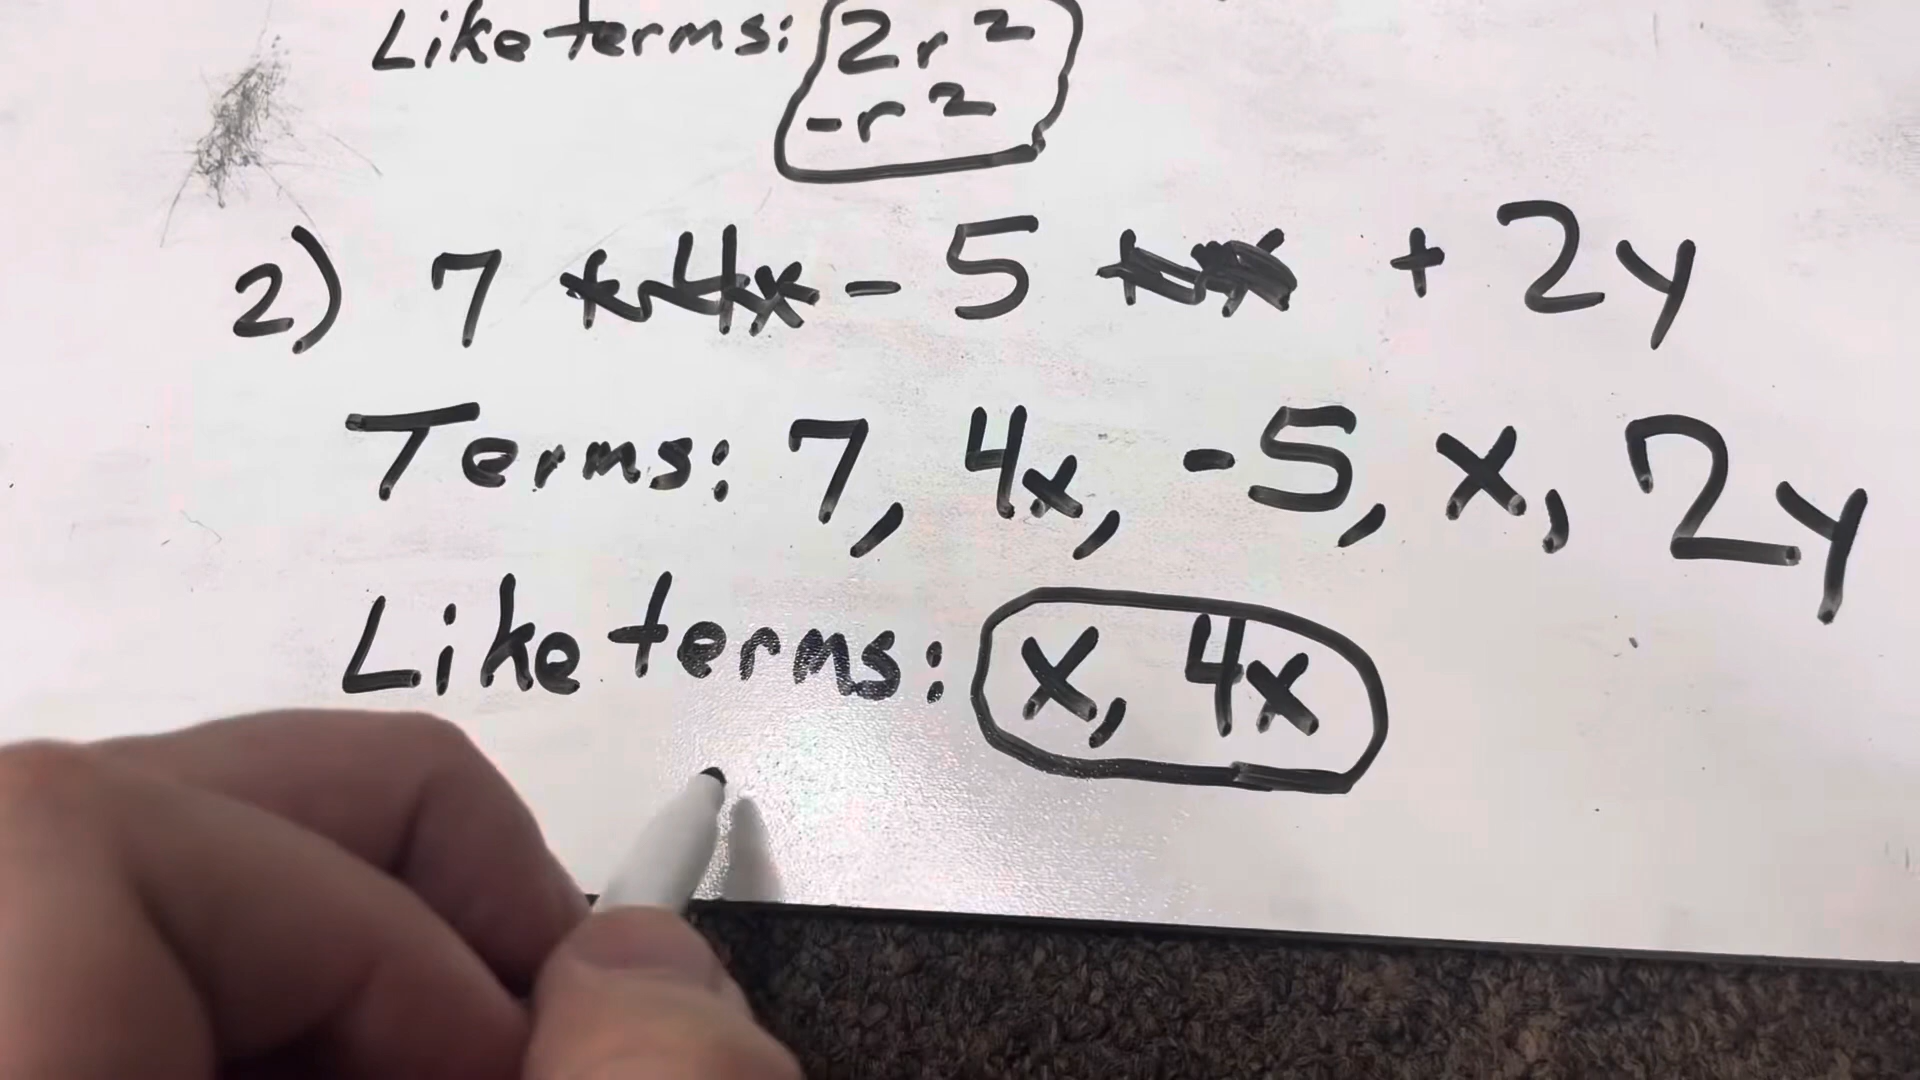 Like terms: 2r²
-r²
2) 7 + 4x - 5 + x + 2y
Terms: 7, 4x, -5, x, 2y
Like terms: x, 4x